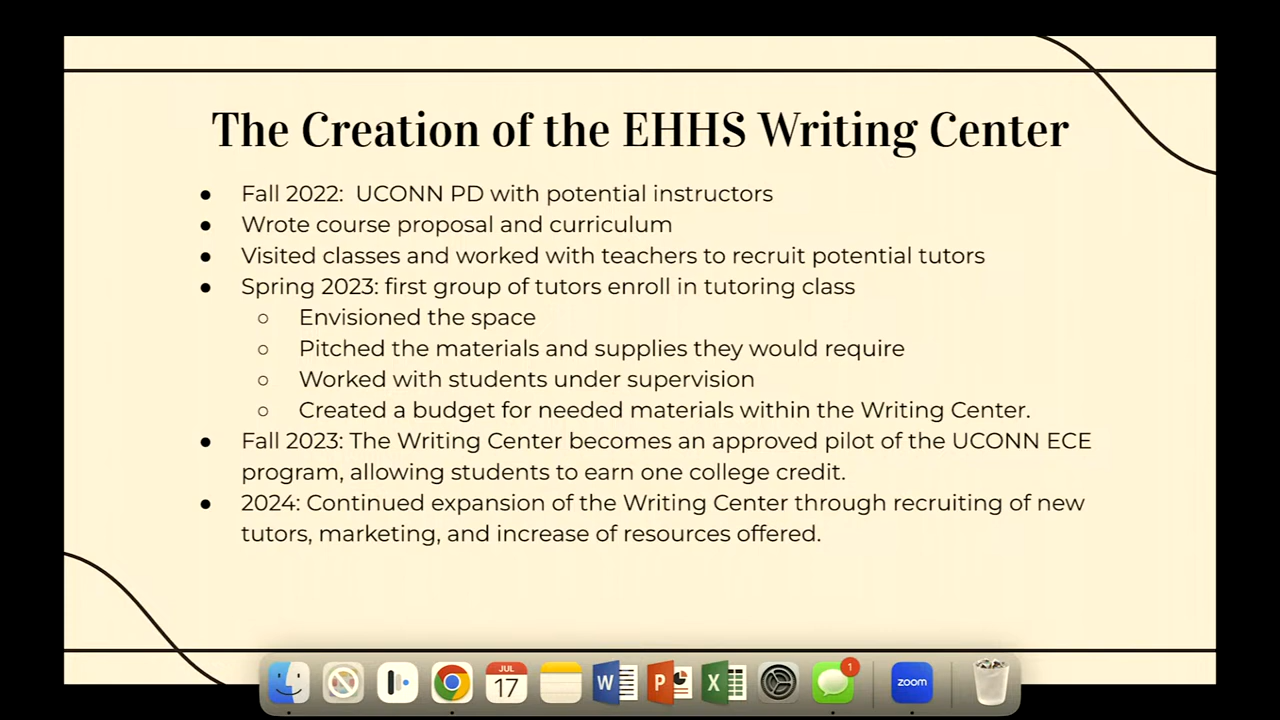 The Creation of the EHHS Writing Center
● Fall 2022:  UCONN PD with potential instructors
● Wrote course proposal and curriculum
● Visited classes and worked with teachers to recruit potential tutors
● Spring 2023: first group of tutors enroll in tutoring class
○ Envisioned the space
○ Pitched the materials and supplies they would require
○ Worked with students under supervision
○ Created a budget for needed materials within the Writing Center.
● Fall 2023: The Writing Center becomes an approved pilot of the UCONN ECE
program, allowing students to earn one college credit.
● 2024: Continued expansion of the Writing Center through recruiting of new
tutors, marketing, and increase of resources offered.
JUL
17
W
P
X
1
zoom